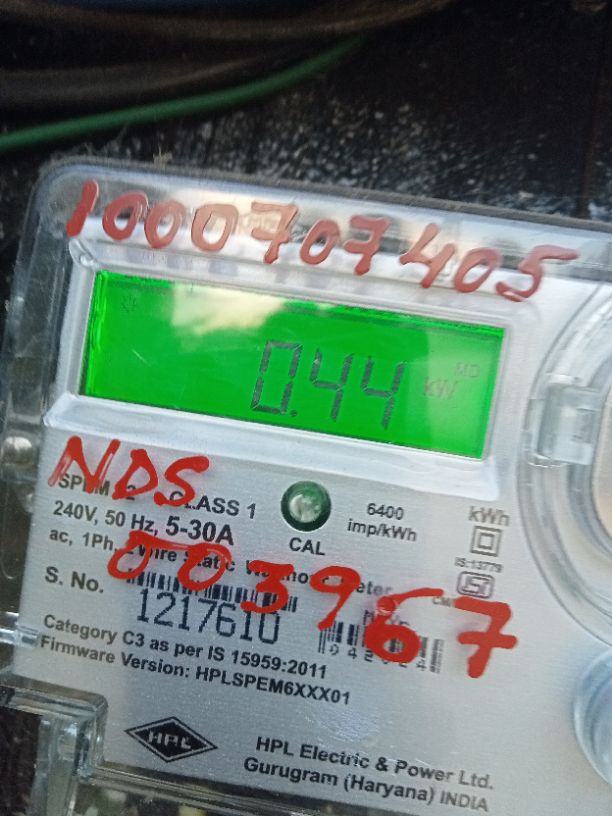 1000707405
MD
0.44 kW
NDS
CLASS 1
240V, 50 Hz, 5-30A
6400
imp/kWh
kWh
CAL
IS:13779
ac, 1Ph,
003967
S. No.
1217610
Category C3 as per IS 15959:2011
Firmware Version: HPLSPEM6XXX01
HPL
HPL Electric & Power Ltd.
Gurugram (Haryana) INDIA